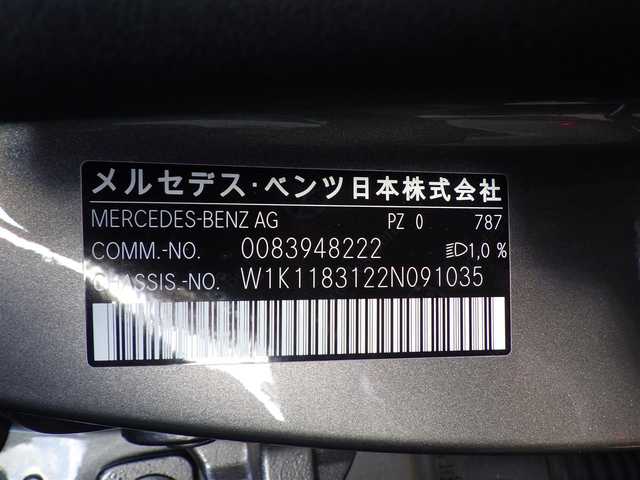 メルセデス・ベンツ日本株式会社
MERCEDES-BENZ AG PZ 0 787
COMM.-NO. 0083948222 1,0 %
CHASSIS.-NO. W1K1183122N091035